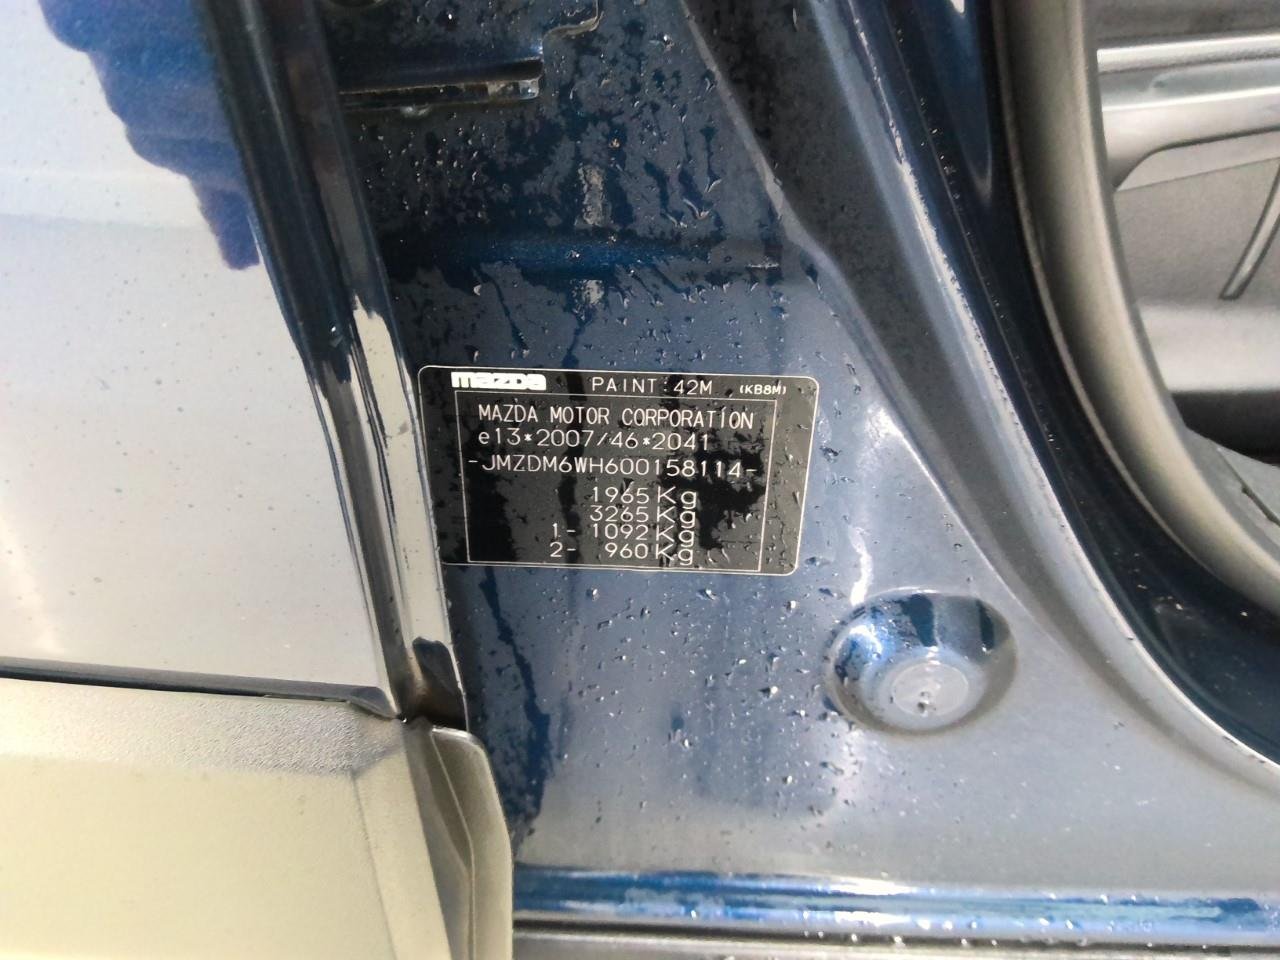 mazda PAINT:42M (KB8M)
MAZDA MOTOR CORPORATION
e13*2007/46*2041
-JMZDM6WH600158114-
1965Kg
3265Kg
1- 1092Kg
2- 960Kg